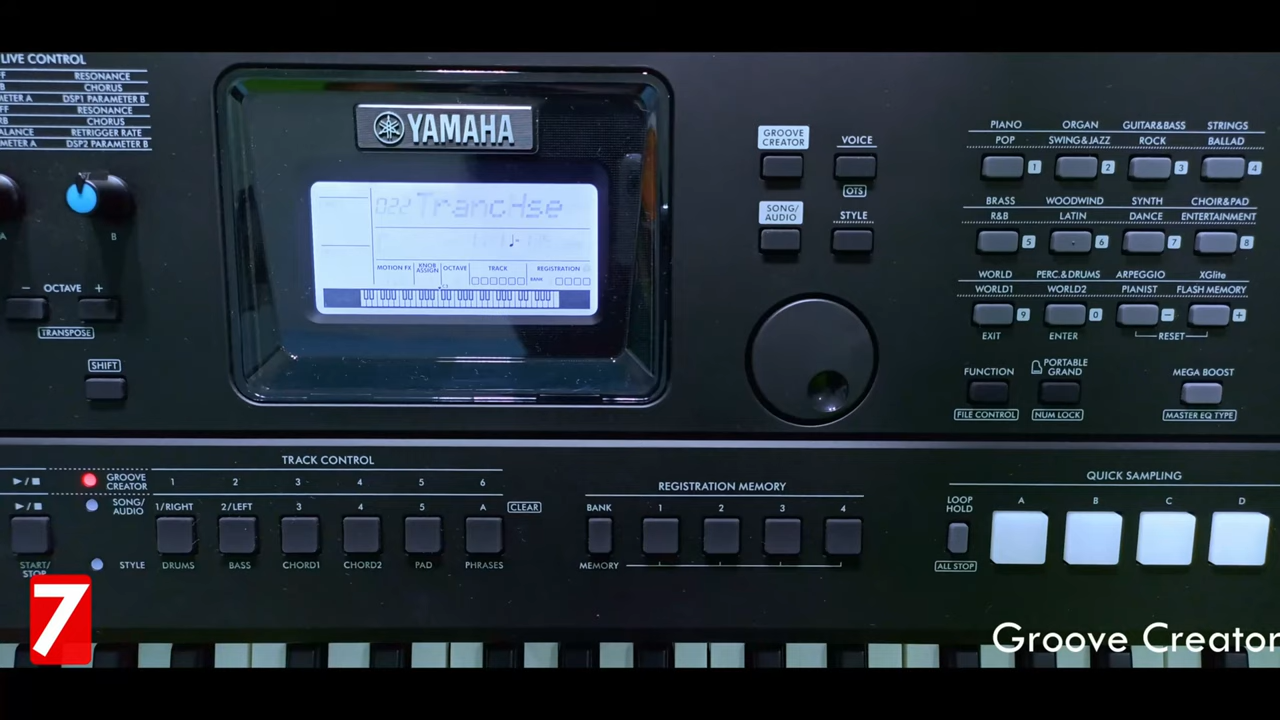 LIVE CONTROL
RESONANCE
CHORUS
METER A DSP1 PARAMETER B
RESONANCE
RB CHORUS
ALANCE RETRIGGER RATE
METER A DSP2 PARAMETER B
A B
- OCTAVE +
TRANSPOSE
SHIFT
YAMAHA
022
MOTION FX KNOB ASSIGN OCTAVE TRACK REGISTRATION
BANK
GROOVE CREATOR
VOICE
OTS
SONG/AUDIO
STYLE
PIANO ORGAN GUITAR&BASS STRINGS
POP SWING&JAZZ ROCK BALLAD
1 2 3 4
BRASS WOODWIND SYNTH CHOIR&PAD
R&B LATIN DANCE ENTERTAINMENT
5 6 7 8
WORLD PERC.&DRUMS ARPEGGIO XGlite
WORLD1 WORLD2 PIANIST FLASH MEMORY
9 0 - +
EXIT ENTER RESET
FUNCTION PORTABLE GRAND MEGA BOOST
FILE CONTROL NUM LOCK MASTER EQ TYPE
TRACK CONTROL
GROOVE CREATOR 1 2 3 4 5 6
SONG/AUDIO 1/RIGHT 2/LEFT 3 4 5 A CLEAR
START/STOP STYLE DRUMS BASS CHORD1 CHORD2 PAD PHRASES
REGISTRATION MEMORY
BANK 1 2 3 4
MEMORY
QUICK SAMPLING
LOOP HOLD A B C D
ALL STOP
7
Groove Creator